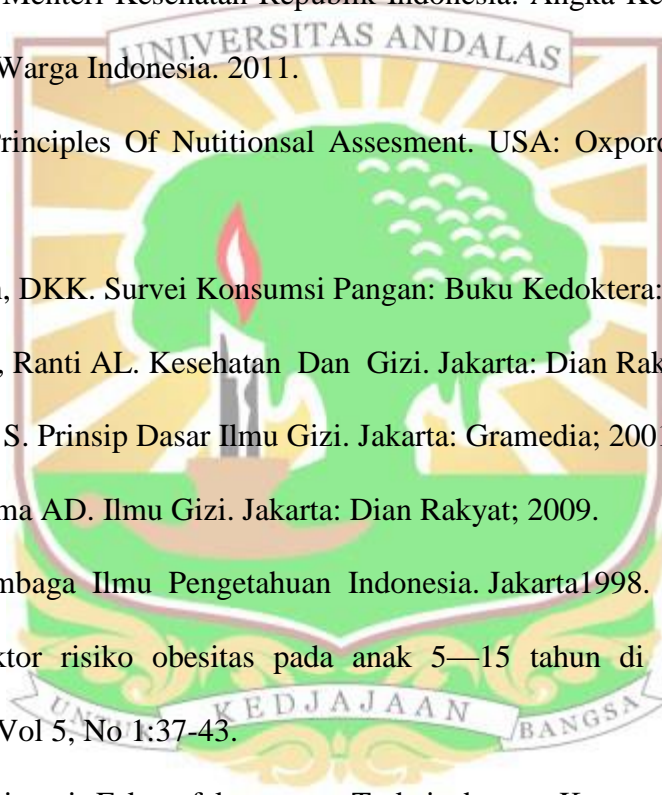 Menteri Kesehatan Republik Indonesia. Angka Ke
UNIVERSITAS ANDALAS
Warga Indonesia. 2011.
rinciples Of Nutitionsal Assesment. USA: Oxpord
, DKK. Survei Konsumsi Pangan: Buku Kedoktera:
, Ranti AL. Kesehatan Dan Gizi. Jakarta: Dian Rak
S. Prinsip Dasar Ilmu Gizi. Jakarta: Gramedia; 2001
ma AD. Ilmu Gizi. Jakarta: Dian Rakyat; 2009.
mbaga Ilmu Pengetahuan Indonesia. Jakarta1998.
ktor risiko obesitas pada anak 5—15 tahun di
UNTUK KEDJAJAAN BANGSA
Vol 5, No 1:37-43.